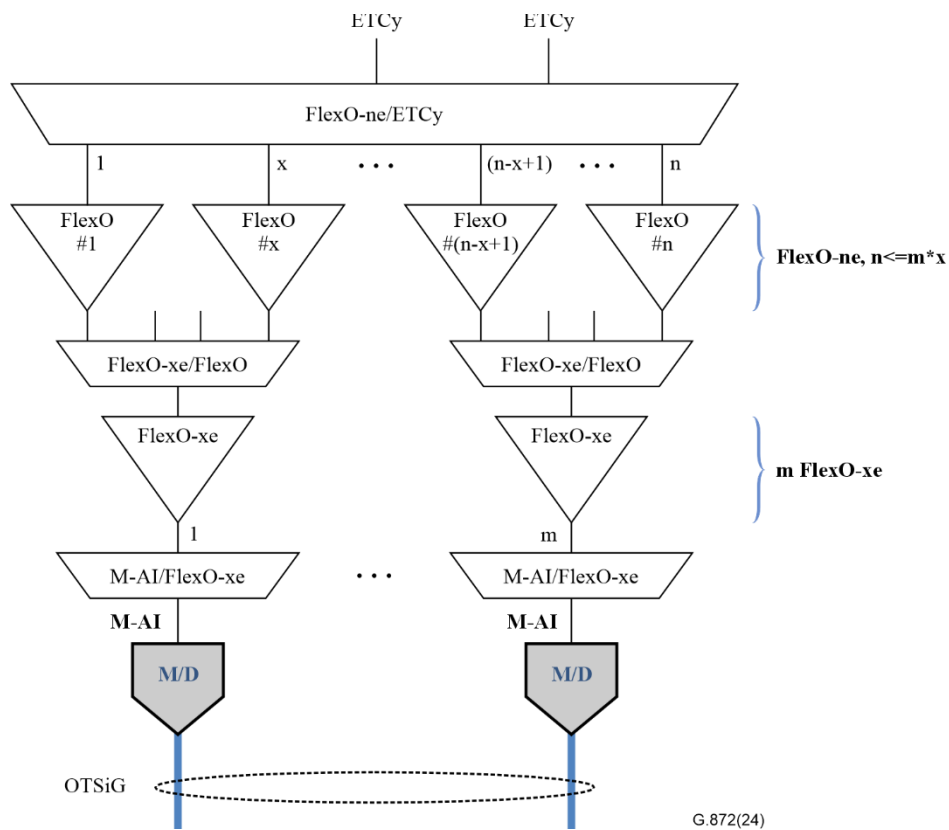 ETCy ETCy
FlexO-ne/ETCy
1 x • • • (n-x+1) • • • n
FlexO #1
FlexO #x
FlexO #(n-x+1)
FlexO #n
FlexO-ne, n<=m*x
FlexO-xe/FlexO FlexO-xe/FlexO
FlexO-xe FlexO-xe
m FlexO-xe
1 m
M-AI/FlexO-xe • • • M-AI/FlexO-xe
M-AI M-AI
M/D M/D
OTSiG
G.872(24)